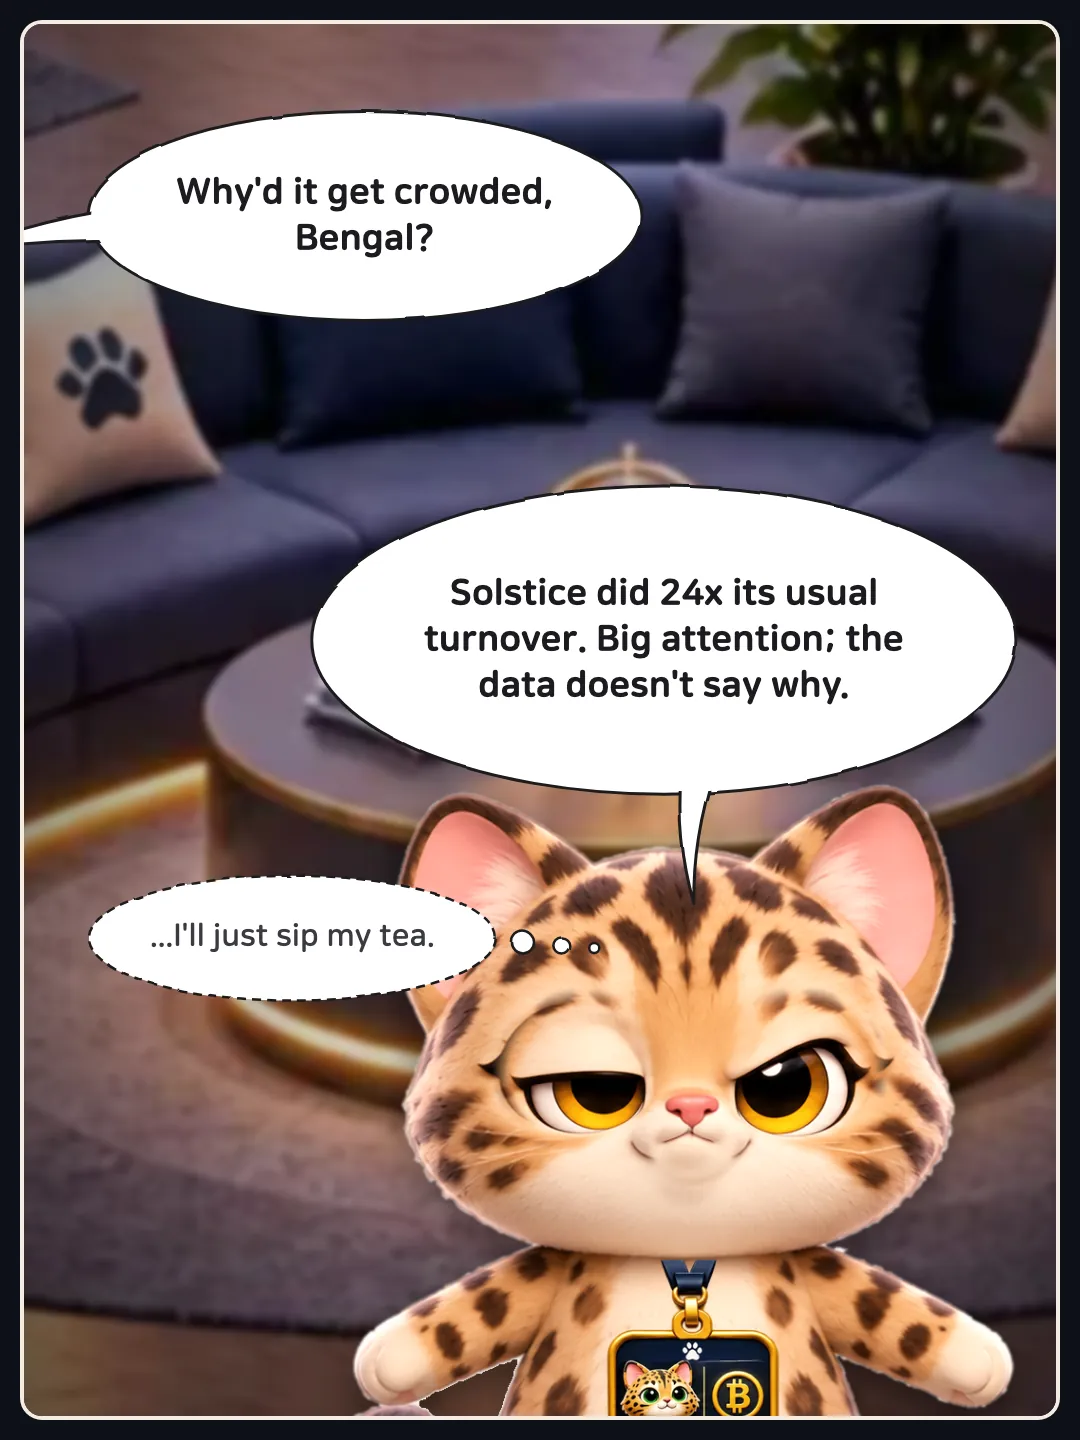 Why'd it get crowded,
Bengal?
Solstice did 24x its usual
turnover. Big attention; the
data doesn't say why.
...I'll just sip my tea.